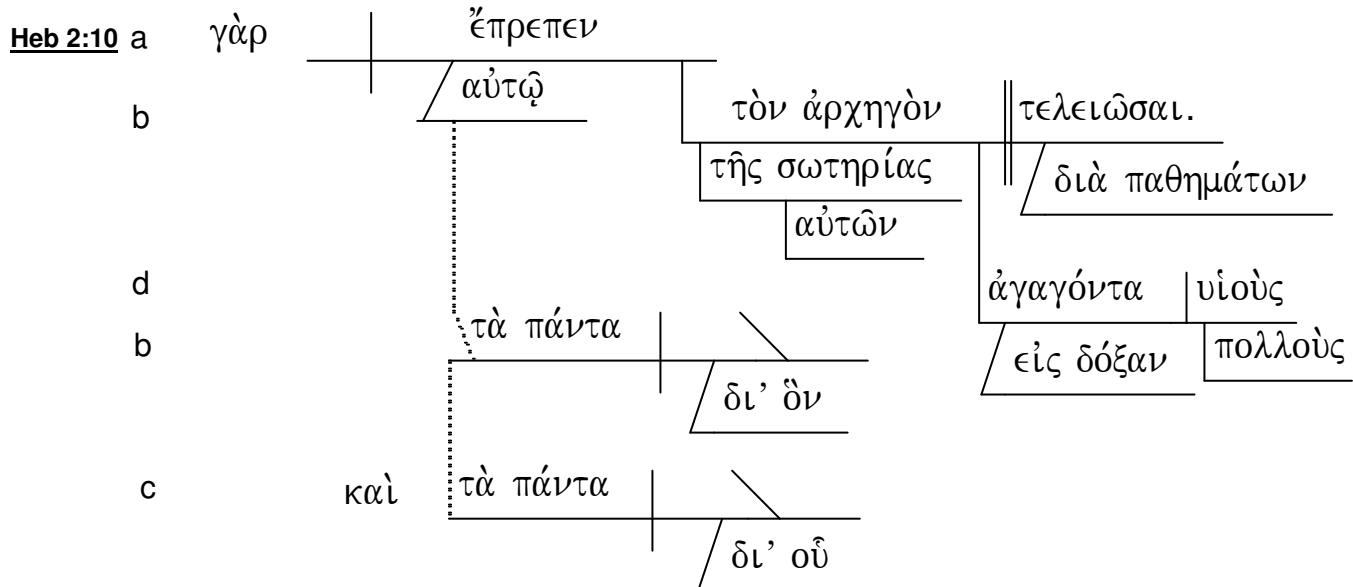 Heb 2:10 a γὰρ ἔπρεπεν
αὐτῷ
b τὸν ἀρχηγὸν τελειῶσαι.
τῆς σωτηρίας διὰ παθημάτων
αὐτῶν
d ἀγαγόντα υἱοὺς
b τὰ πάντα εἰς δόξαν πολλοὺς
δι’ ὃν
c καὶ τὰ πάντα
δι’ οὗ